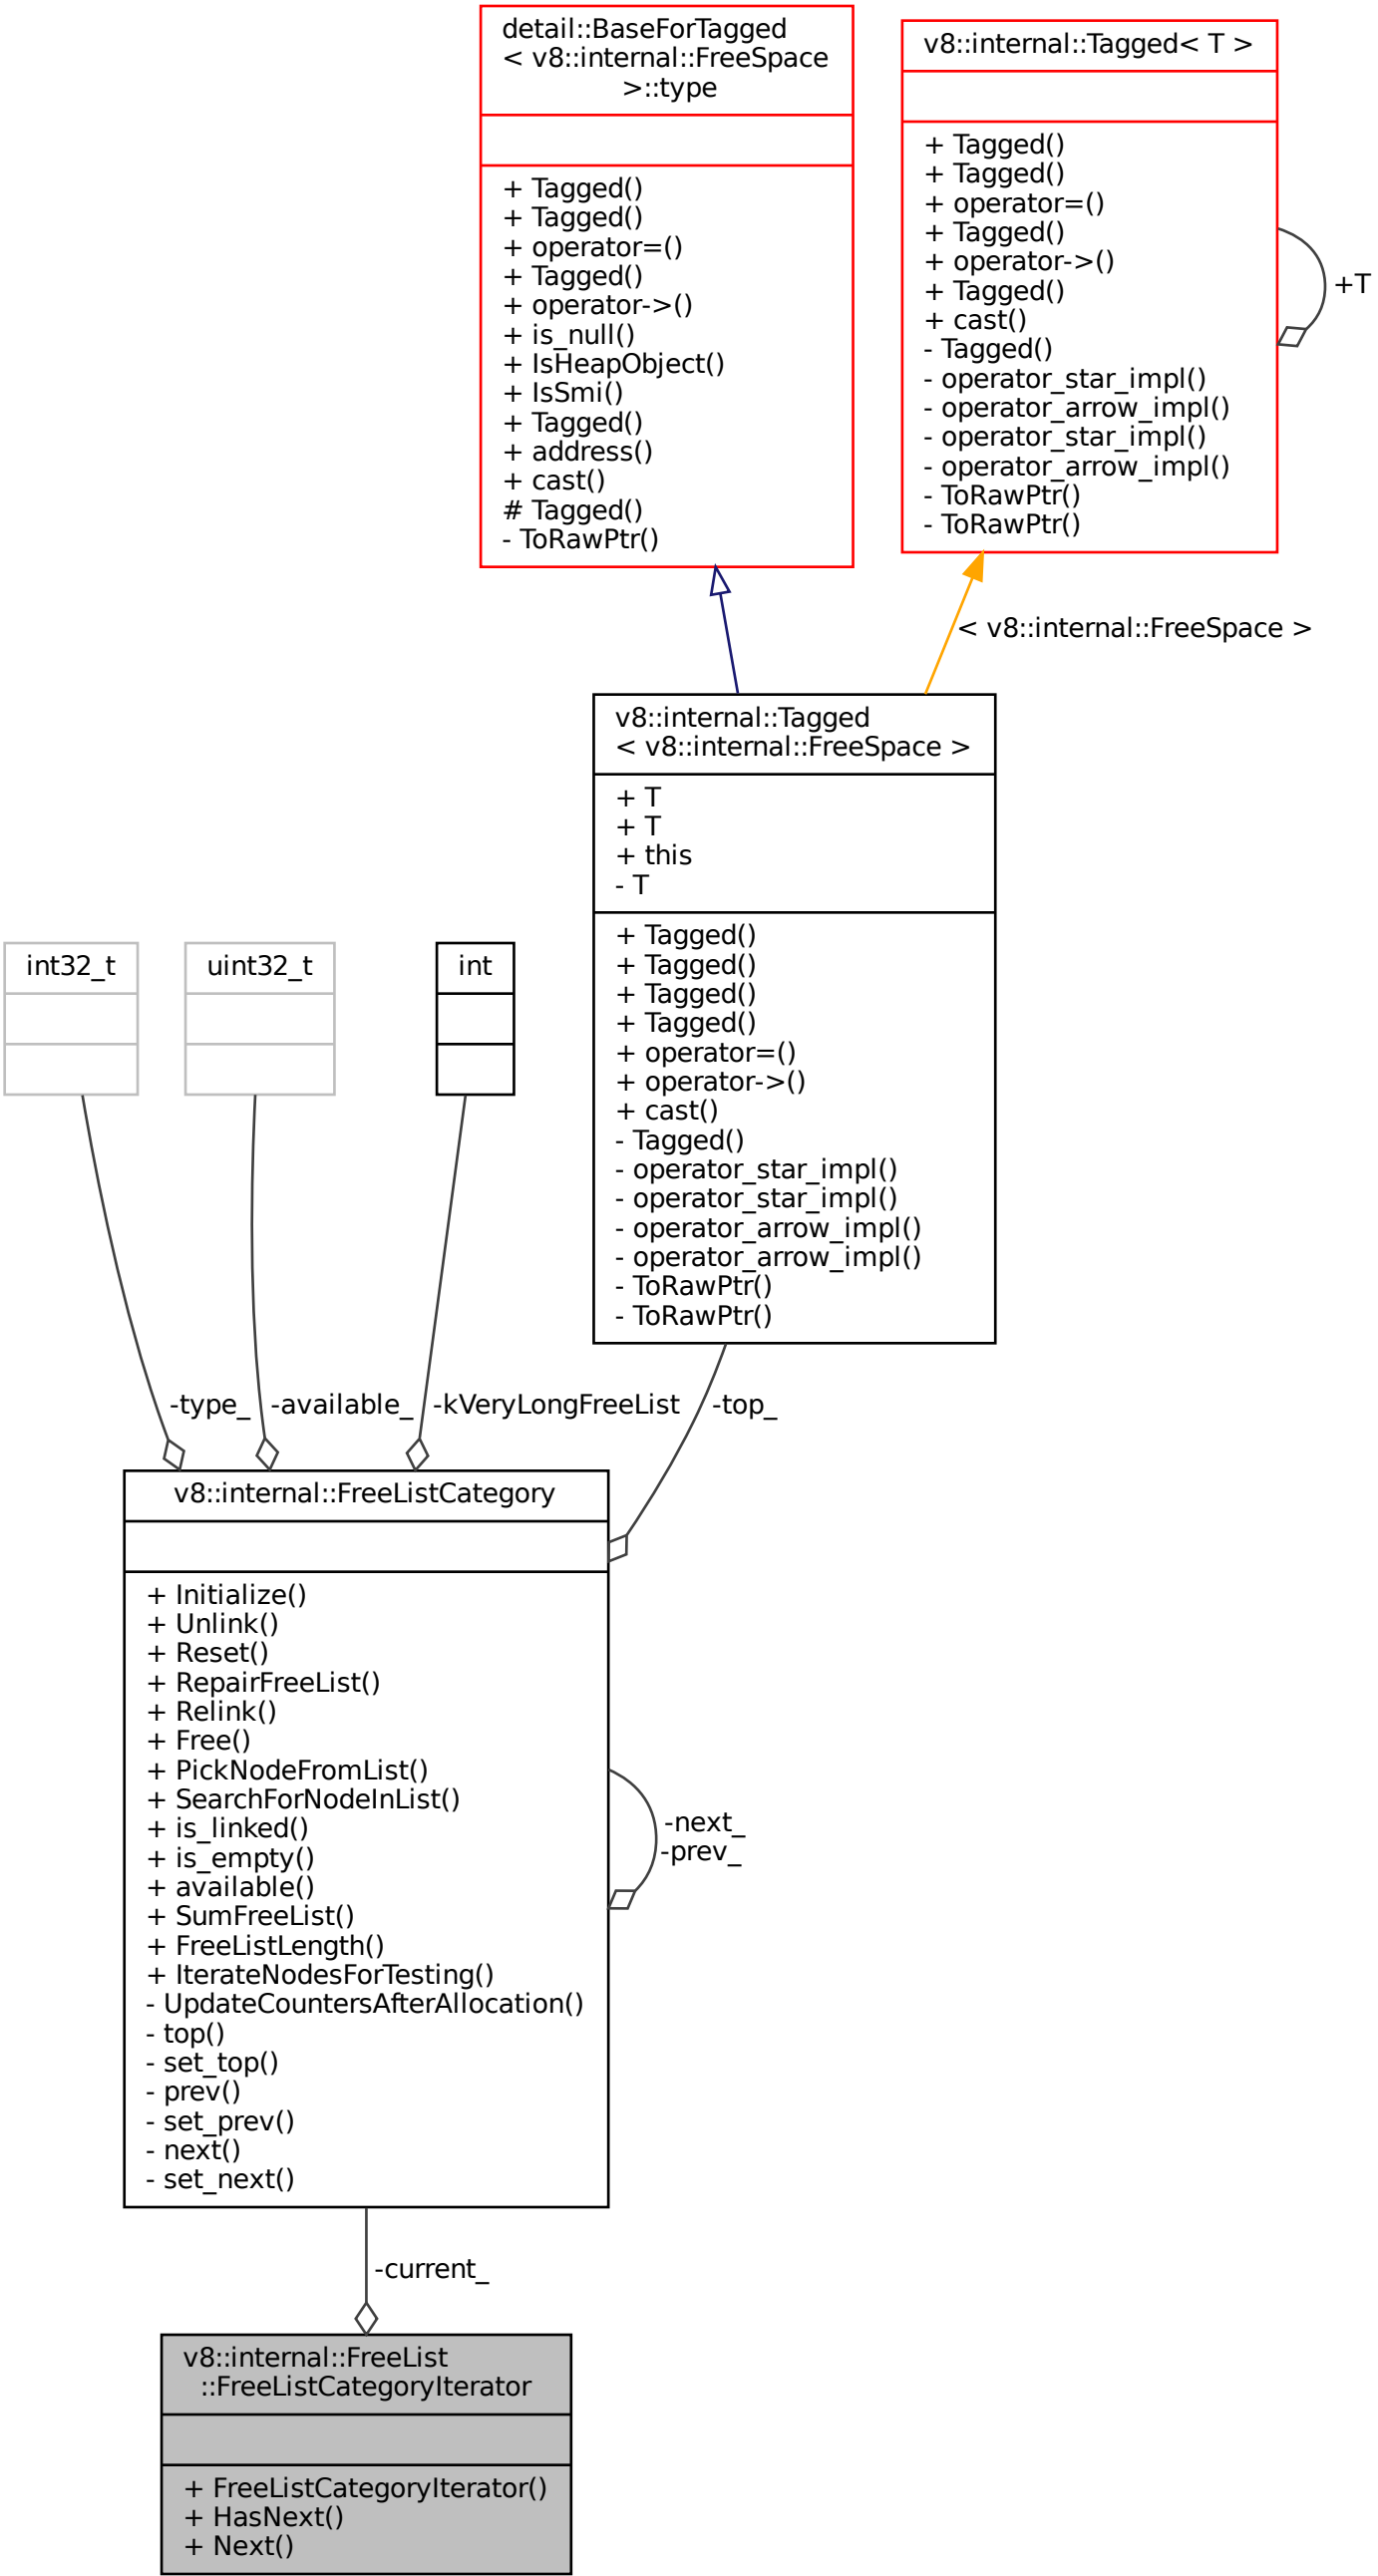 detail::BaseForTagged
< v8::internal::FreeSpace
>::type
+ Tagged()
+ Tagged()
+ operator=()
+ Tagged()
+ operator->()
+ is_null()
+ IsHeapObject()
+ IsSmi()
+ Tagged()
+ address()
+ cast()
# Tagged()
- ToRawPtr()
v8::internal::Tagged< T >
+ Tagged()
+ Tagged()
+ operator=()
+ Tagged()
+ operator->()
+ Tagged()
+ cast()
- Tagged()
- operator_star_impl()
- operator_arrow_impl()
- operator_star_impl()
- operator_arrow_impl()
- ToRawPtr()
- ToRawPtr()
+T
< v8::internal::FreeSpace >
v8::internal::Tagged
< v8::internal::FreeSpace >
+ T
+ T
+ this
- T
+ Tagged()
+ Tagged()
+ Tagged()
+ Tagged()
+ operator=()
+ operator->()
+ cast()
- Tagged()
- operator_star_impl()
- operator_star_impl()
- operator_arrow_impl()
- operator_arrow_impl()
- ToRawPtr()
- ToRawPtr()
int32_t
uint32_t
int
-type_
-available_
-kVeryLongFreeList
-top_
v8::internal::FreeListCategory
+ Initialize()
+ Unlink()
+ Reset()
+ RepairFreeList()
+ Relink()
+ Free()
+ PickNodeFromList()
+ SearchForNodeInList()
+ is_linked()
+ is_empty()
+ available()
+ SumFreeList()
+ FreeListLength()
+ IterateNodesForTesting()
- UpdateCountersAfterAllocation()
- top()
- set_top()
- prev()
- set_prev()
- next()
- set_next()
-next_
-prev_
-current_
v8::internal::FreeList
::FreeListCategoryIterator
+ FreeListCategoryIterator()
+ HasNext()
+ Next()